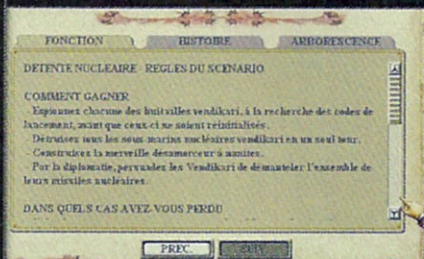 FONCTION
HISTOIRE
ARBORESCENCE
DETENTE NUCLEAIRE - REGLES DU SCENARIO
COMMENT GAGNER
Espionnez chacune des huit villes vendikari, à la recherche des codes de
lancement, avant que ceux-ci ne soient réinitialisés.
Détruisez tous les sous-marins nucléaires vendikari en un seul tour.
Construisez la merveille désamorceur à nanites.
Par la diplomatie, persuadez les Vendikari de démanteler l'ensemble de
leurs missiles nucléaires.
DANS QUELS CAS AVEZ-VOUS PERDU
PREC.
SUIV.